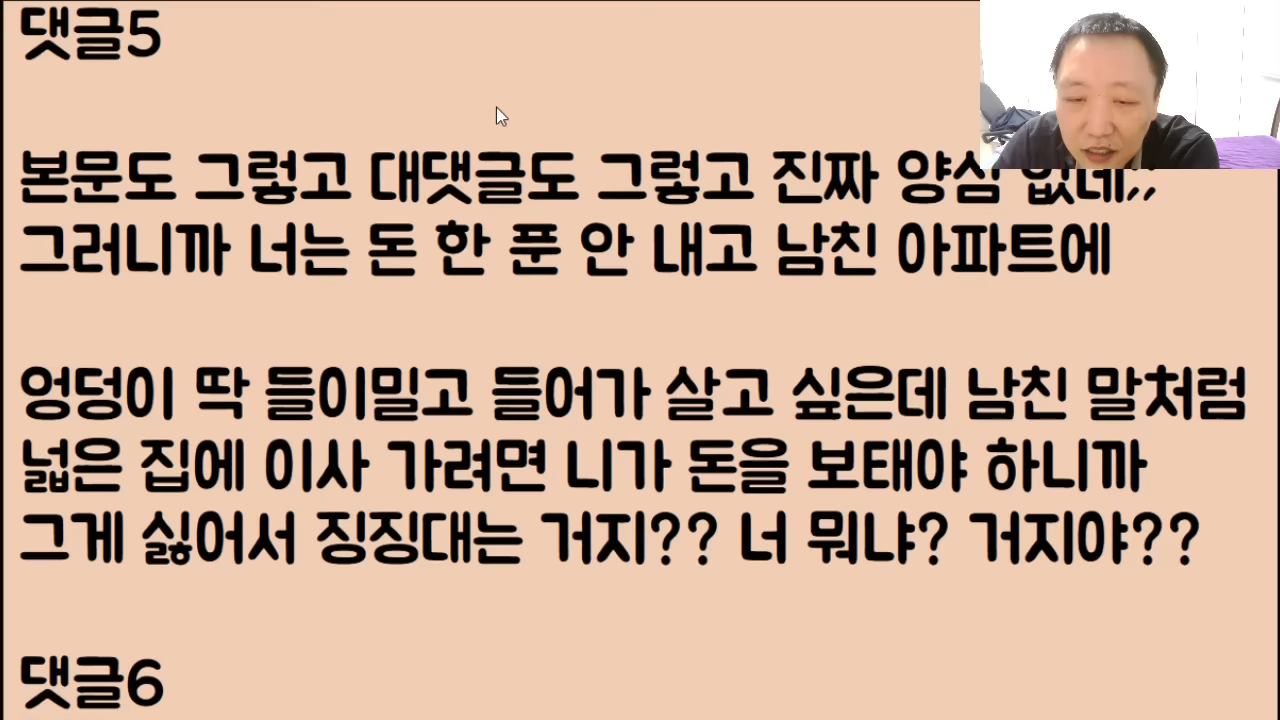 댓글5
본문도 그렇고 대댓글도 그렇고 진짜 양심 없네;;
그러니까 너는 돈 한 푼 안 내고 남친 아파트에
엉덩이 딱 들이밀고 들어가 살고 싶은데 남친 말처럼
넓은 집에 이사 가려면 니가 돈을 보태야 하니까
그게 싫어서 징징대는 거지?? 너 뭐냐? 거지야??
댓글6